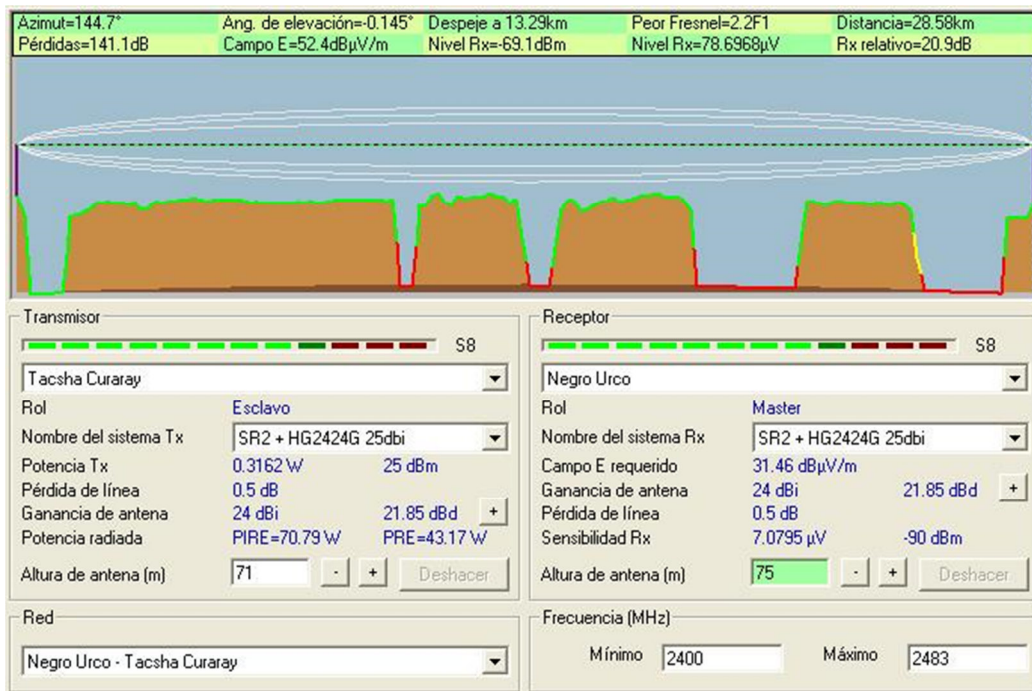 Azimut=144.7° Ang. de elevación=-0.145° Despeje a 13.29km Peor Fresnel=2.2F1 Distancia=28.58km
Pérdidas=141.1dB Campo E=52.4dBµV/m Nivel Rx=-69.1dBm Nivel Rx=78.6968µV Rx relativo=20.9dB
Transmisor
S8
Tacsha Curaray
Rol Esclavo
Nombre del sistema Tx SR2 + HG2424G 25dbi
Potencia Tx 0.3162 W 25 dBm
Pérdida de línea 0.5 dB
Ganancia de antena 24 dBi 21.85 dBd +
Potencia radiada PIRE=70.79 W PRE=43.17 W
Altura de antena (m) 71 - + Deshacer
Receptor
S8
Negro Urco
Rol Master
Nombre del sistema Rx SR2 + HG2424G 25dbi
Campo E requerido 31.46 dBµV/m
Ganancia de antena 24 dBi 21.85 dBd +
Pérdida de línea 0.5 dB
Sensibilidad Rx 7.0795 µV -90 dBm
Altura de antena (m) 75 - + Deshacer
Red
Negro Urco - Tacsha Curaray
Frecuencia (MHz)
Mínimo 2400 Máximo 2483